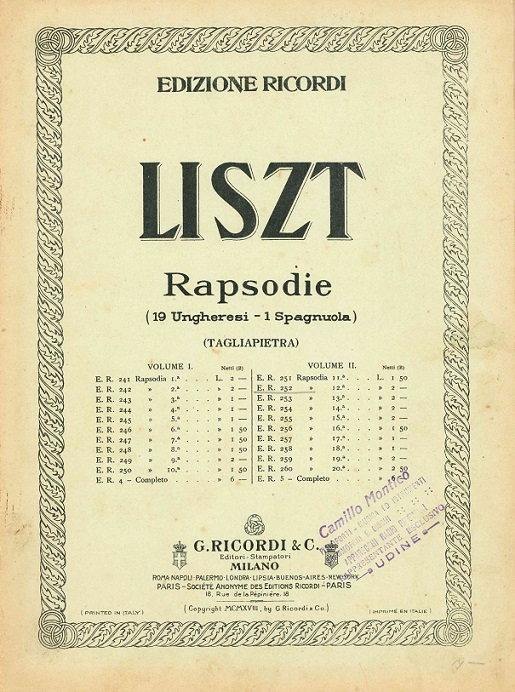 EDIZIONE RICORDI
LISZT
Rapsodie
(19 Ungheresi - 1 Spagnuola)
(TAGLIAPIETRA)
VOLUME I. Netti (B)
E. R. 241 Rapsodia 1.ª . . . L. 2 —
E. R. 242 » 2.ª . . . . » 2 —
E. R. 243 » 3.ª . . . . » 1 —
E. R. 244 » 4.ª . . . . » 2 —
E. R. 245 » 5.ª . . . . » 1 —
E. R. 246 » 6.ª . . . . » 1 50
E. R. 247 » 7.ª . . . . » 1 50
E. R. 248 » 8.ª . . . . » 1 50
E. R. 249 » 9.ª . . . . » 2 —
E. R. 250 » 10.ª . . . . » 1 50
E. R. 4 - Completo . . . . . » 6 —
VOLUME II. Netti (B)
E. R. 251 Rapsodia 11.ª . . . L. 1 50
E. R. 252 » 12.ª . . . » 2 —
E. R. 253 » 13.ª . . . » 2 —
E. R. 254 » 14.ª . . . » 2 —
E. R. 255 » 15.ª . . . » 2 —
E. R. 256 » 16.ª . . . » 1 50
E. R. 257 » 17.ª . . . » 1 —
E. R. 258 » 18.ª . . . » 1 —
E. R. 259 » 19.ª . . . » 2 —
E. R. 260 » 20.ª . . . » 2 50
E. R. 5 - Completo . . . . » 6 —
Camillo Montico
UDINE
G. RICORDI & C.
Editori - Stampatori
MILANO
ROMA-NAPOLI-PALERMO-LONDRA-LIPSIA-BUENOS-AIRES-NEW-YORK
PARIS - SOCIÉTÉ ANONYME DES EDITIONS RICORDI - PARIS
18, Rue de la Pépinière, 18
(PRINTED IN ITALY)
(Copyright MCMXVIII, by G. Ricordi & Co.)
(IMPRIMÉ EN ITALIE)